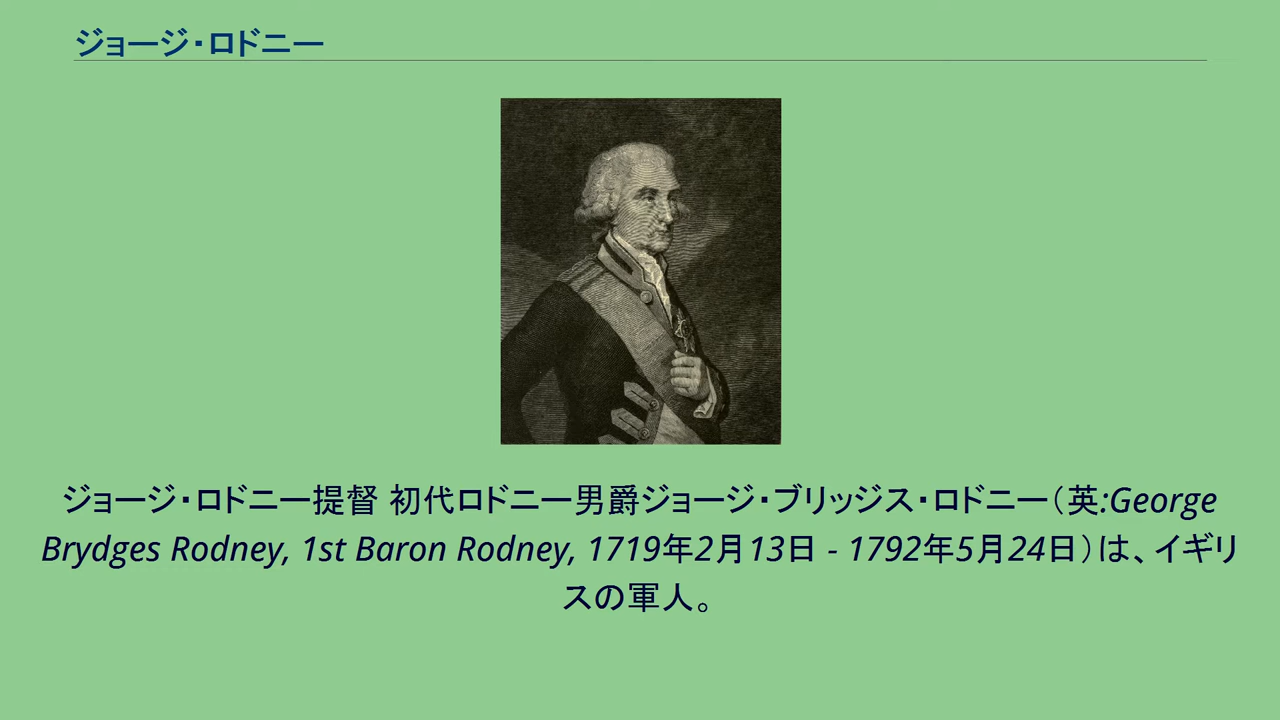 ジョージ・ロドニー
ジョージ・ロドニー提督 初代ロドニー男爵ジョージ・ブリッジス・ロドニー（英:George
Brydges Rodney, 1st Baron Rodney, 1719年2月13日 - 1792年5月24日）は、イギリ
スの軍人。